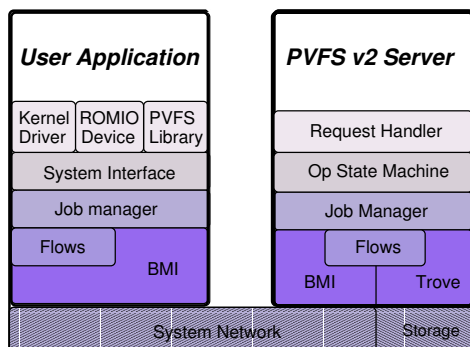 User Application
Kernel Driver
ROMIO Device
PVFS Library
System Interface
Job manager
Flows
BMI
PVFS v2 Server
Request Handler
Op State Machine
Job Manager
Flows
BMI
Trove
System Network
Storage